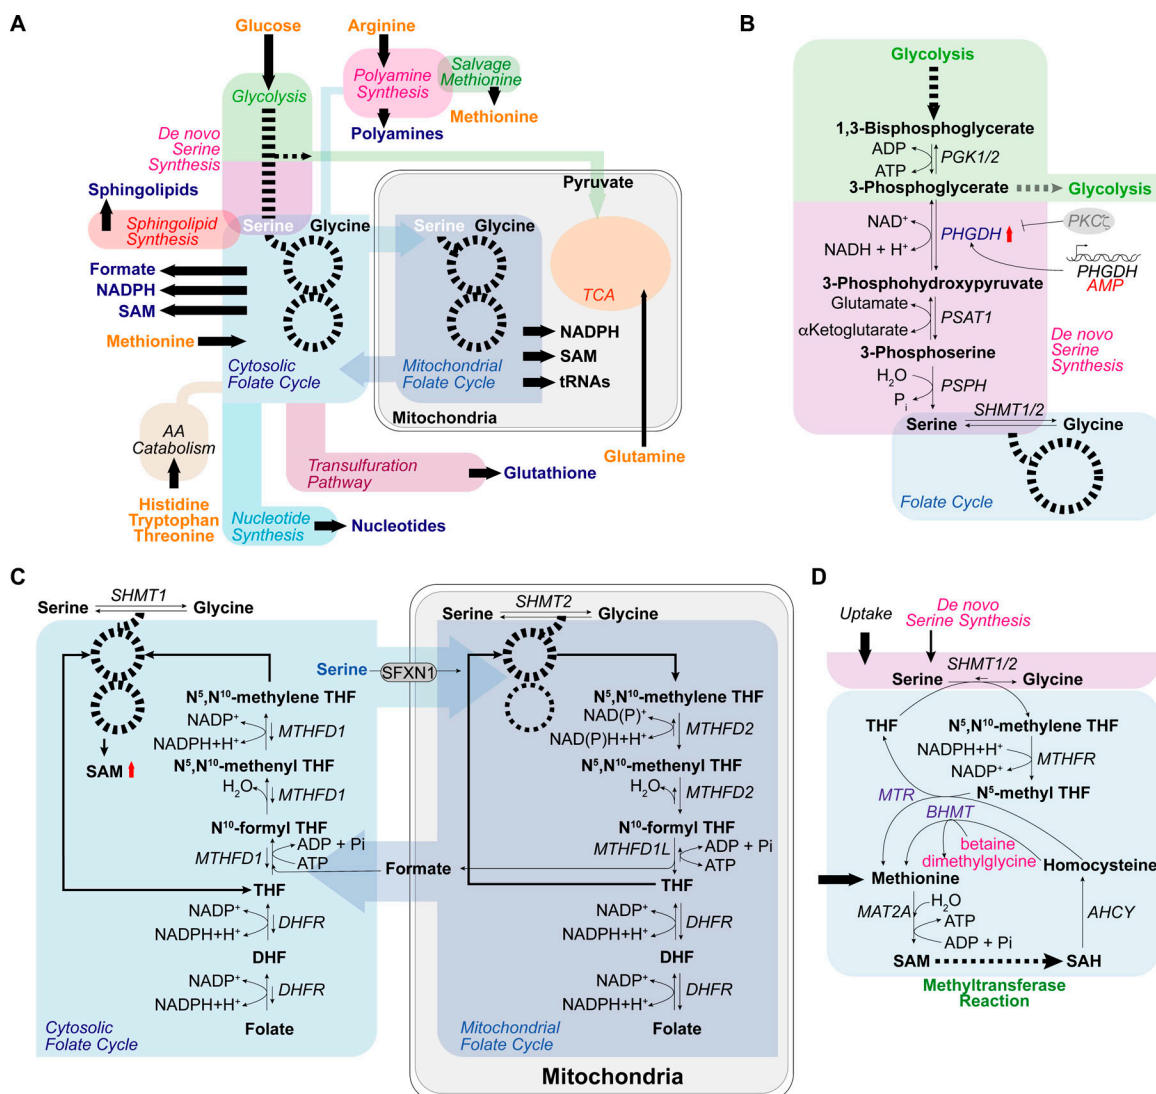 A
Glucose
Arginine
Glycolysis
Polyamine
Synthesis
Salvage
Methionine
Methionine
Polyamines
De novo
Serine
Synthesis
Sphingolipids
Sphingolipid
Synthesis
Serine
Glycine
Formate
NADPH
SAM
Methionine
Cytosolic
Folate Cycle
Serine
Glycine
Mitochondrial
Folate Cycle
Mitochondria
Pyruvate
TCA
NADPH
SAM
tRNAs
AA
Catabolism
Histidine
Tryptophan
Threonine
Transulfuration
Pathway
Glutathione
Glutamine
Nucleotide
Synthesis
Nucleotides
B
Glycolysis
1,3-Bisphosphoglycerate
ADP
ATP
PGK1/2
3-Phosphoglycerate
Glycolysis
NAD⁺
NADH + H⁺
PHGDH
PKCζ
PHGDH
AMP
3-Phosphohydroxypyruvate
Glutamate
αKetoglutarate
PSAT1
3-Phosphoserine
De novo
Serine
Synthesis
H₂O
Pᵢ
PSPH
SHMT1/2
Serine
Glycine
Folate Cycle
C
SHMT1
Serine
Glycine
SAM
N⁵,N¹⁰-methylene THF
NADP⁺
NADPH+H⁺
MTHFD1
N⁵,N¹⁰-methenyl THF
H₂O
MTHFD1
N¹⁰-formyl THF
MTHFD1
ADP + Pi
ATP
THF
NADP⁺
NADPH+H⁺
DHFR
DHF
NADP⁺
NADPH+H⁺
DHFR
Folate
Cytosolic
Folate Cycle
Serine
SFXN1
Formate
SHMT2
Serine
Glycine
N⁵,N¹⁰-methylene THF
NAD(P)⁺
NAD(P)H+H⁺
MTHFD2
N⁵,N¹⁰-methenyl THF
H₂O
MTHFD2
N¹⁰-formyl THF
MTHFD1L
ADP + Pi
ATP
THF
NADP⁺
NADPH+H⁺
DHFR
DHF
NADP⁺
NADPH+H⁺
DHFR
Folate
Mitochondrial
Folate Cycle
Mitochondria
D
Uptake
De novo
Serine Synthesis
SHMT1/2
Serine
Glycine
THF
N⁵,N¹⁰-methylene THF
NADPH+H⁺
NADP⁺
MTHFR
N⁵-methyl THF
MTR
BHMT
betaine
dimethylglycine
Homocysteine
Methionine
MAT2A
H₂O
ATP
ADP + Pi
AHCY
SAM
SAH
Methyltransferase
Reaction